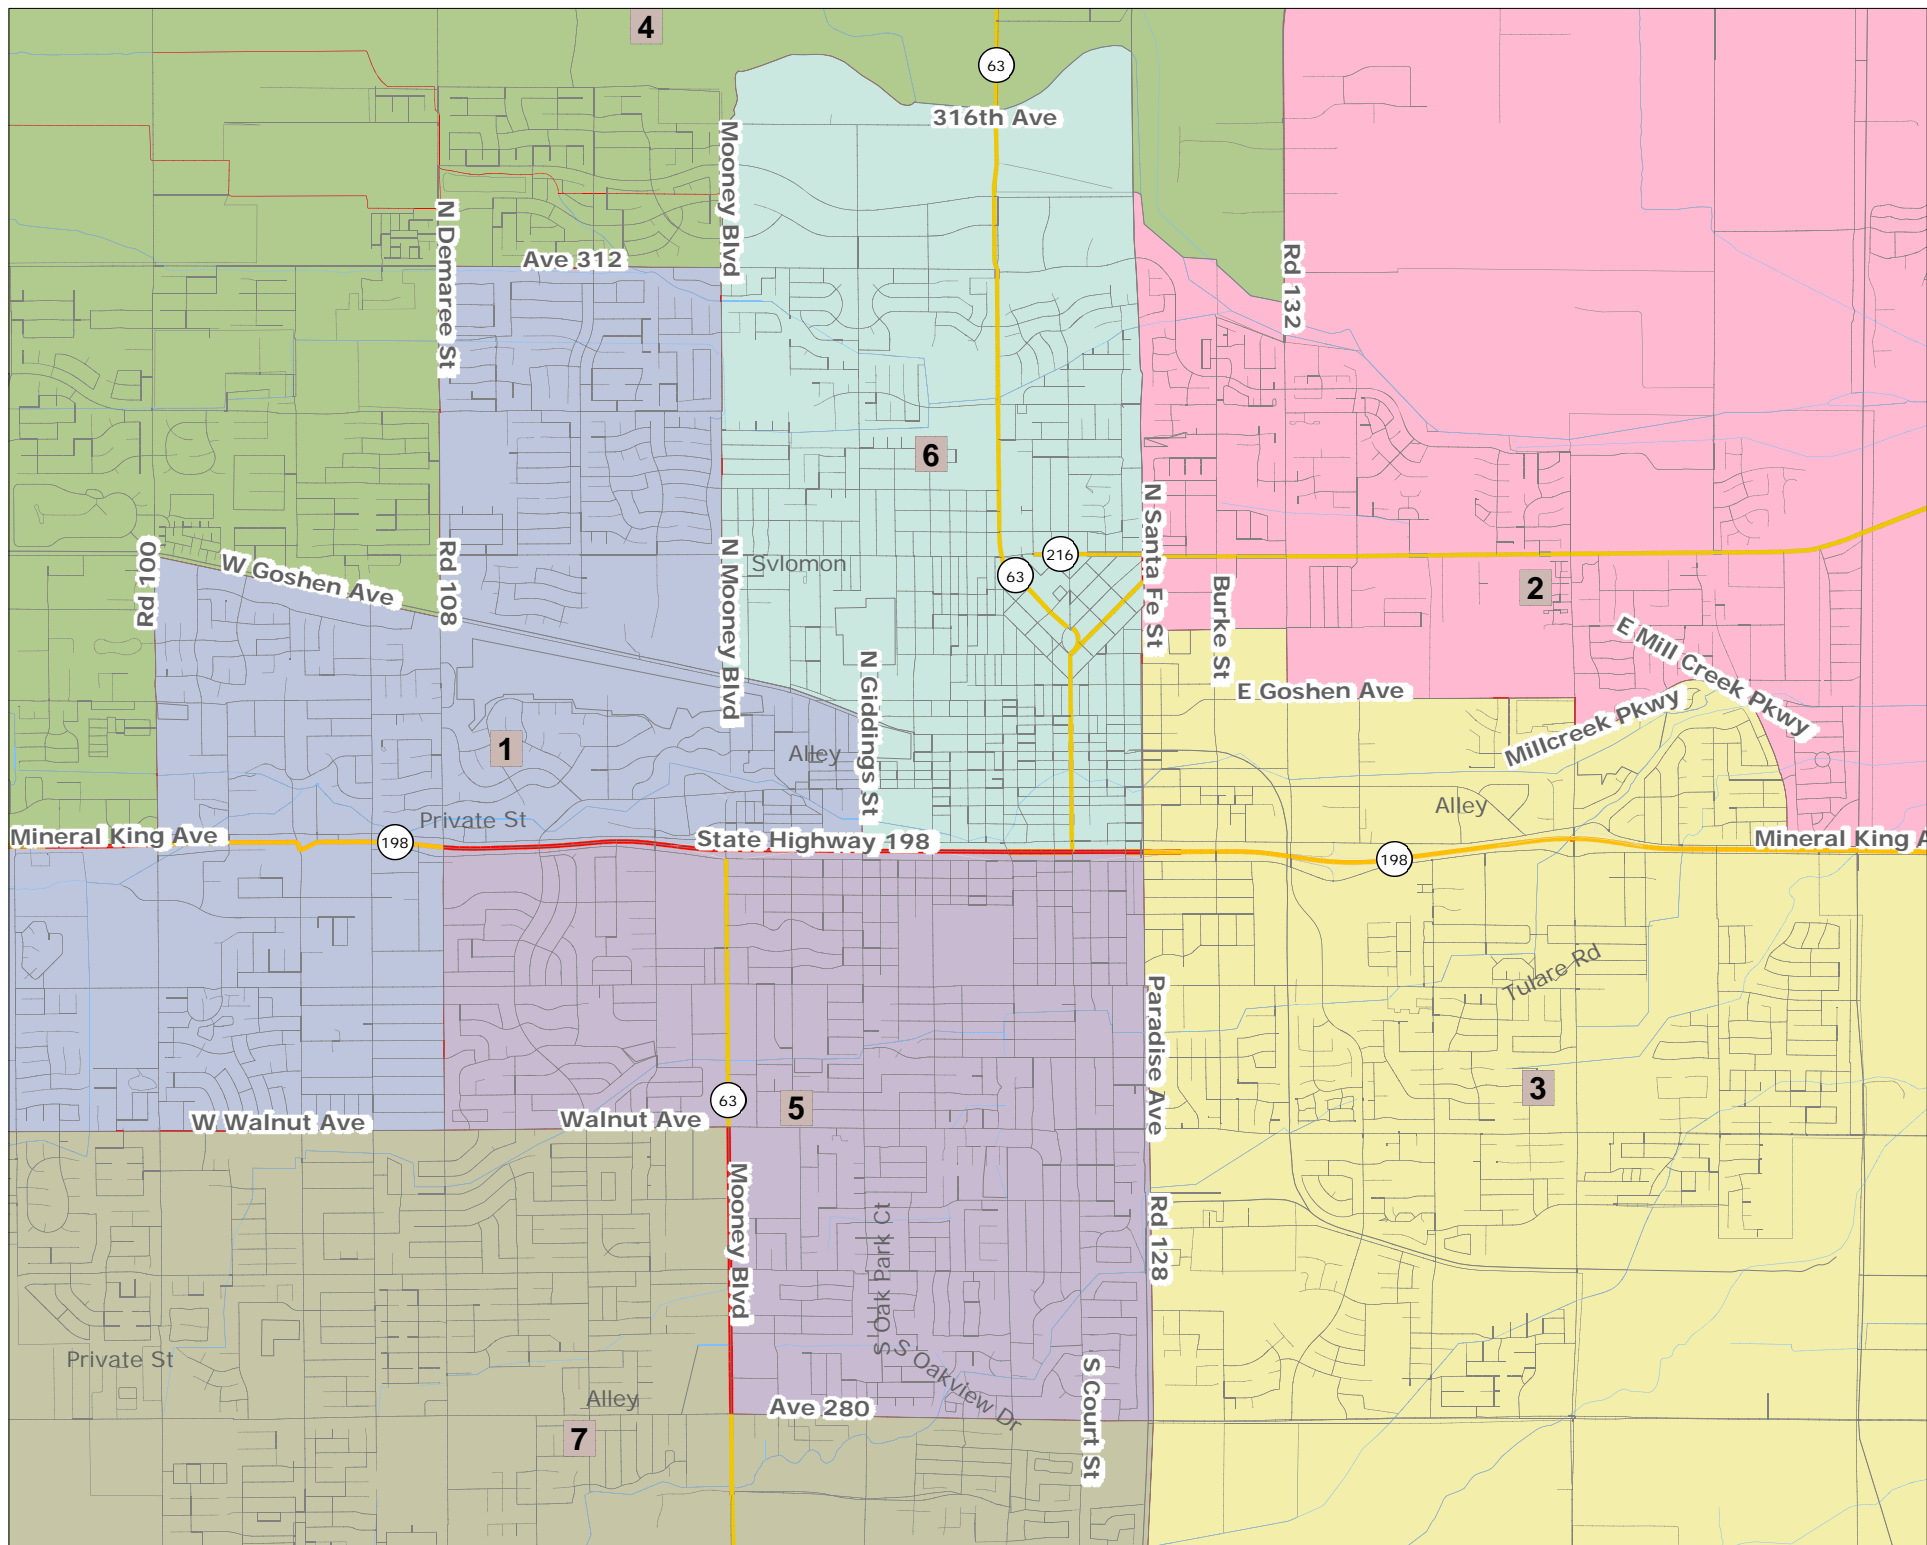 4
63
316th Ave
Mooney Blvd
N Demaree St
Ave 312
Rd 132
6
N Santa Fe St
216
63
Svlomon
Rd 100
W Goshen Ave
Rd 108
N Mooney Blvd
Burke St
2
E Mill Creek Pkwy
N Giddings St
E Goshen Ave
Millcreek Pkwy
1
Alley
Alley
Private St
Mineral King Ave
198
State Highway 198
198
Mineral King A
Tulare Rd
Paradise Ave
63
5
3
W Walnut Ave
Walnut Ave
Mooney Blvd
Rd 128
S Oak Park Ct
S Oakview Dr
Private St
Alley
Ave 280
S Court St
7